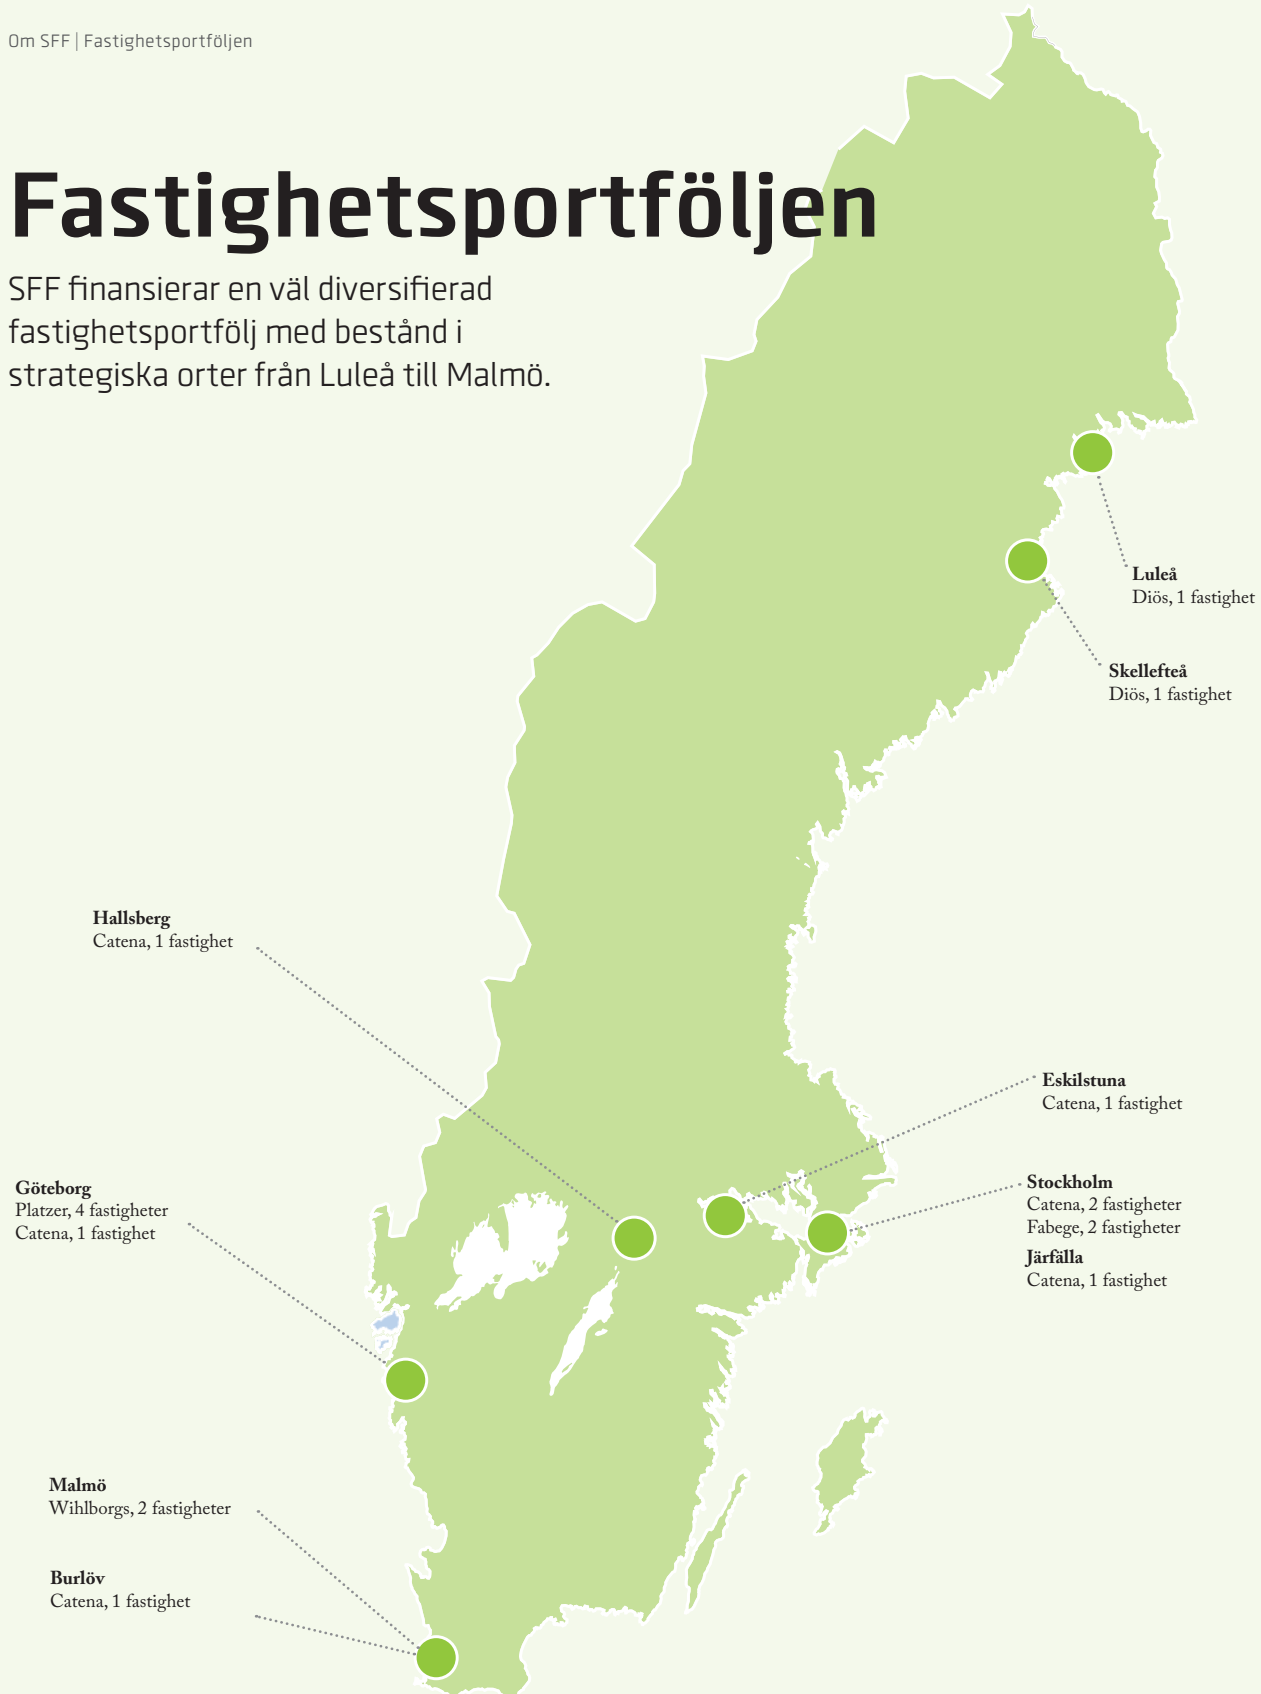 Om SFF | Fastighetsportföljen
Fastighetsportföljen
SFF finansierar en väl diversifierad
fastighetsportfölj med bestånd i
strategiska orter från Luleå till Malmö.
Luleå
Diös, 1 fastighet
Skellefteå
Diös, 1 fastighet
Hallsberg
Catena, 1 fastighet
Eskilstuna
Catena, 1 fastighet
Göteborg
Platzer, 4 fastigheter
Catena, 1 fastighet
Stockholm
Catena, 2 fastigheter
Fabege, 2 fastigheter
Järfälla
Catena, 1 fastighet
Malmö
Wihlborgs, 2 fastigheter
Burlöv
Catena, 1 fastighet